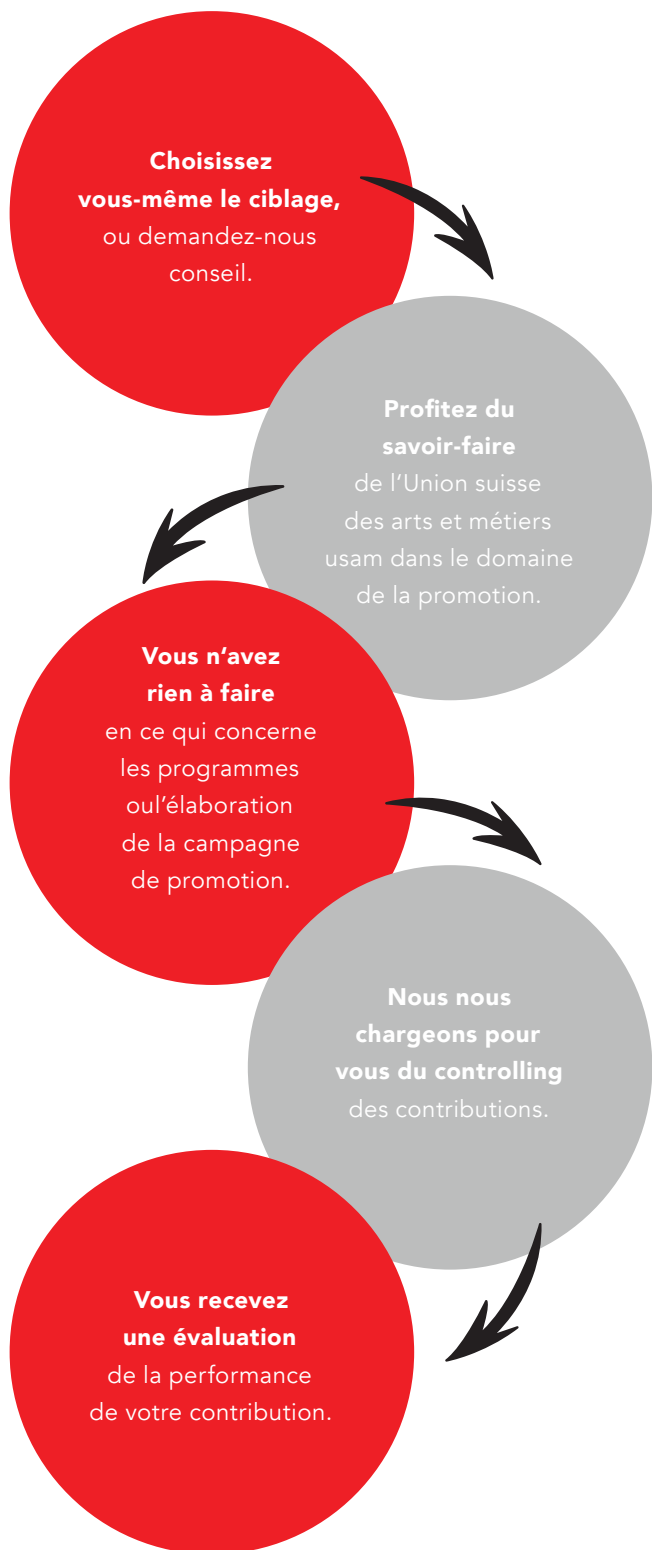 Choisissez
vous-même le ciblage,
ou demandez-nous
conseil.
Profitez du
savoir-faire
de l’Union suisse
des arts et métiers
usam dans le domaine
de la promotion.
Vous n‘avez
rien à faire
en ce qui concerne
les programmes
oul’élaboration
de la campagne
de promotion.
Nous nous
chargeons pour
vous du controlling
des contributions.
Vous recevez
une évaluation
de la performance
de votre contribution.